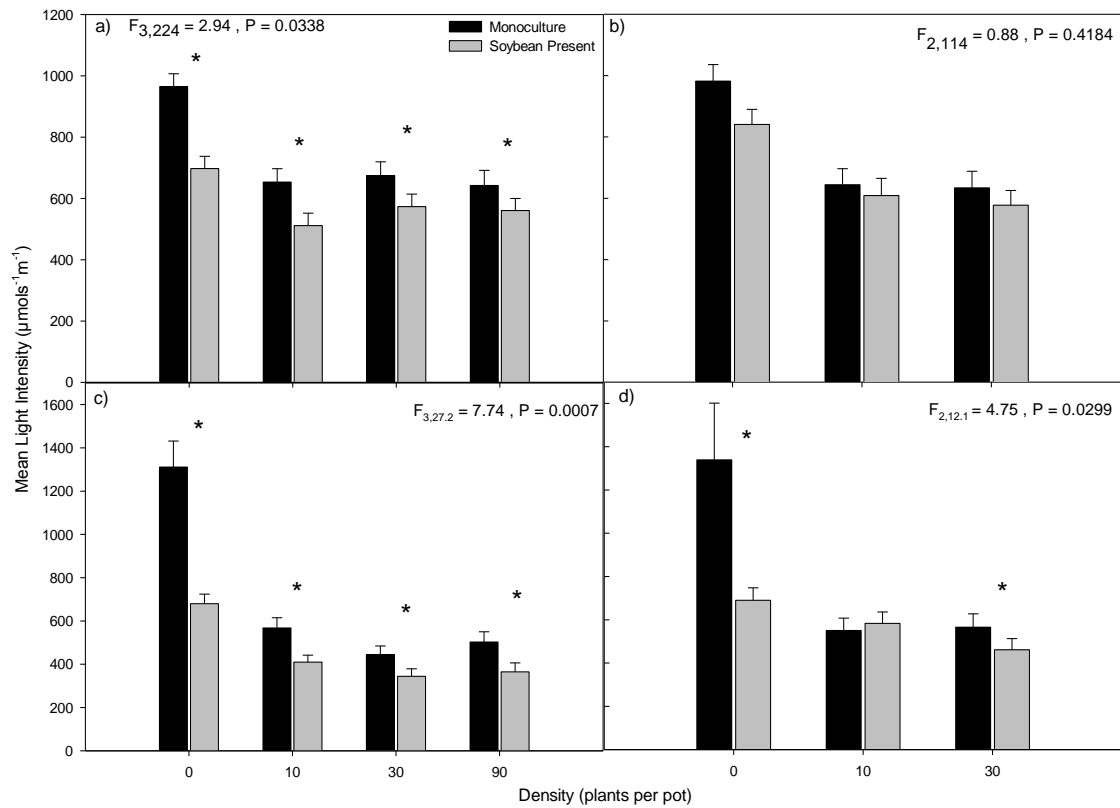 a) F3,224 = 2.94 , P = 0.0338
Monoculture
Soybean Present
*
*
*
*
1200
1000
800
600
400
200
0
b) F2,114 = 0.88 , P = 0.4184
Mean Light Intensity (µmols⁻¹m⁻¹)
c) F3,27.2 = 7.74 , P = 0.0007
*
*
*
*
1600
1400
1200
1000
800
600
400
200
0
0 10 30 90
d) F2,12.1 = 4.75 , P = 0.0299
*
*
0 10 30
Density (plants per pot)